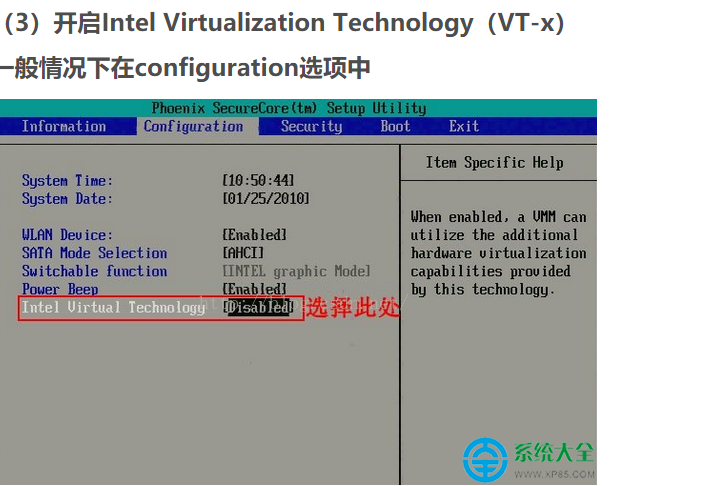 （3）开启Intel Virtualization Technology（VT-x）
一般情况下在configuration选项中
Phoenix SecureCore(tm) Setup Utility
Information Configuration Security Boot Exit
Item Specific Help
System Time: [10:50:44]
System Date: [01/25/2010]
When enabled, a VMM can
WLAN Device: [Enabled]
utilize the additional
SATA Mode Selection [AHCI]
hardware virtualization
Switchable function [INTEL graphic Mode]
capabilities provided
Power Beep [Enabled]
by this technology.
Intel Virtual Technology [Disabled] 选择此处
系统大全
WWW.XP85.COM